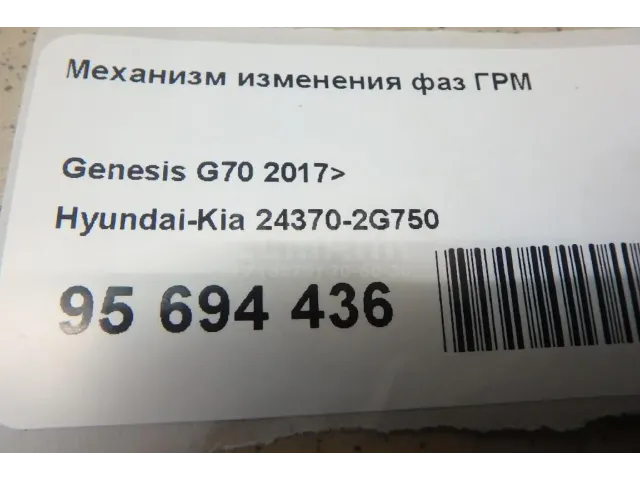 Механизм изменения фаз ГРМ
Genesis G70 2017>
Hyundai-Kia 24370-2G750
95 694 436